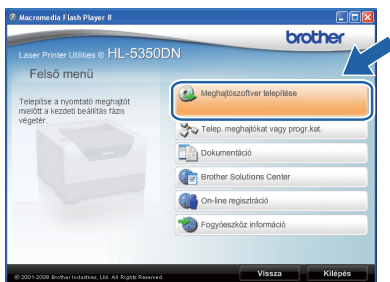 Macromedia Flash Player 8
brother
Laser Printer Utilities © HL-5350DN
Felső menü
Telepítse a nyomtató meghajtót
mielőtt a kezdeti beállítás fázis
végetér.
Meghajtószoftver telepítése
Telep. meghajtókat vagy progr.kat.
Dokumentáció
Brother Solutions Center
On-line regisztráció
Fogyóeszköz információ
© 2001-2008 Brother Industries, Ltd. All Rights Reserved.
Vissza
Kilépés